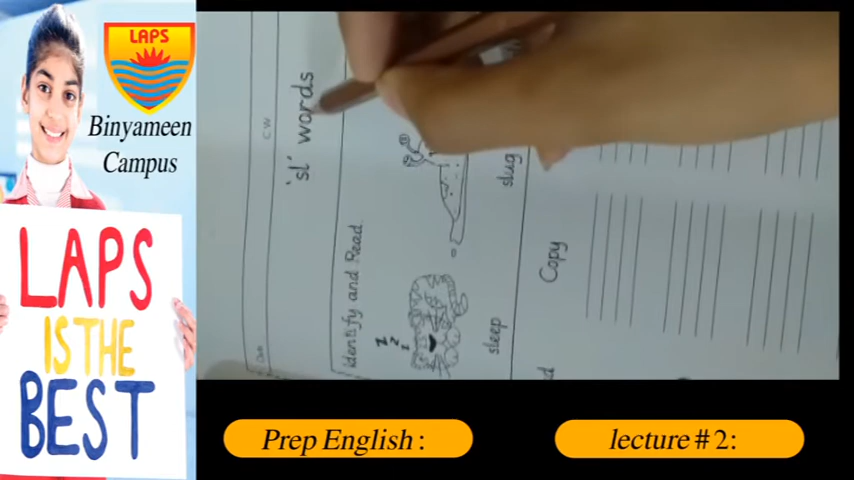 LAPS
Binyameen
Campus
LAPS
IS THE
BEST
Date
C.W
'sl' words
identify and Read
sleep
slug
Copy
Prep English :
lecture # 2: